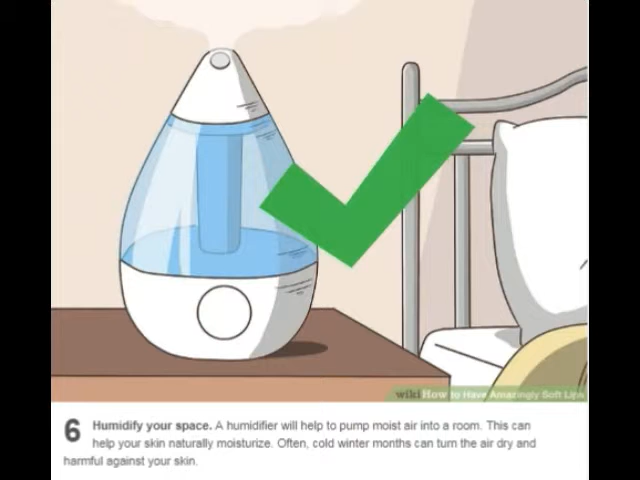 wikiHow to Have Amazingly Soft Lips
6 Humidify your space. A humidifier will help to pump moist air into a room. This can
help your skin naturally moisturize. Often, cold winter months can turn the air dry and
harmful against your skin.